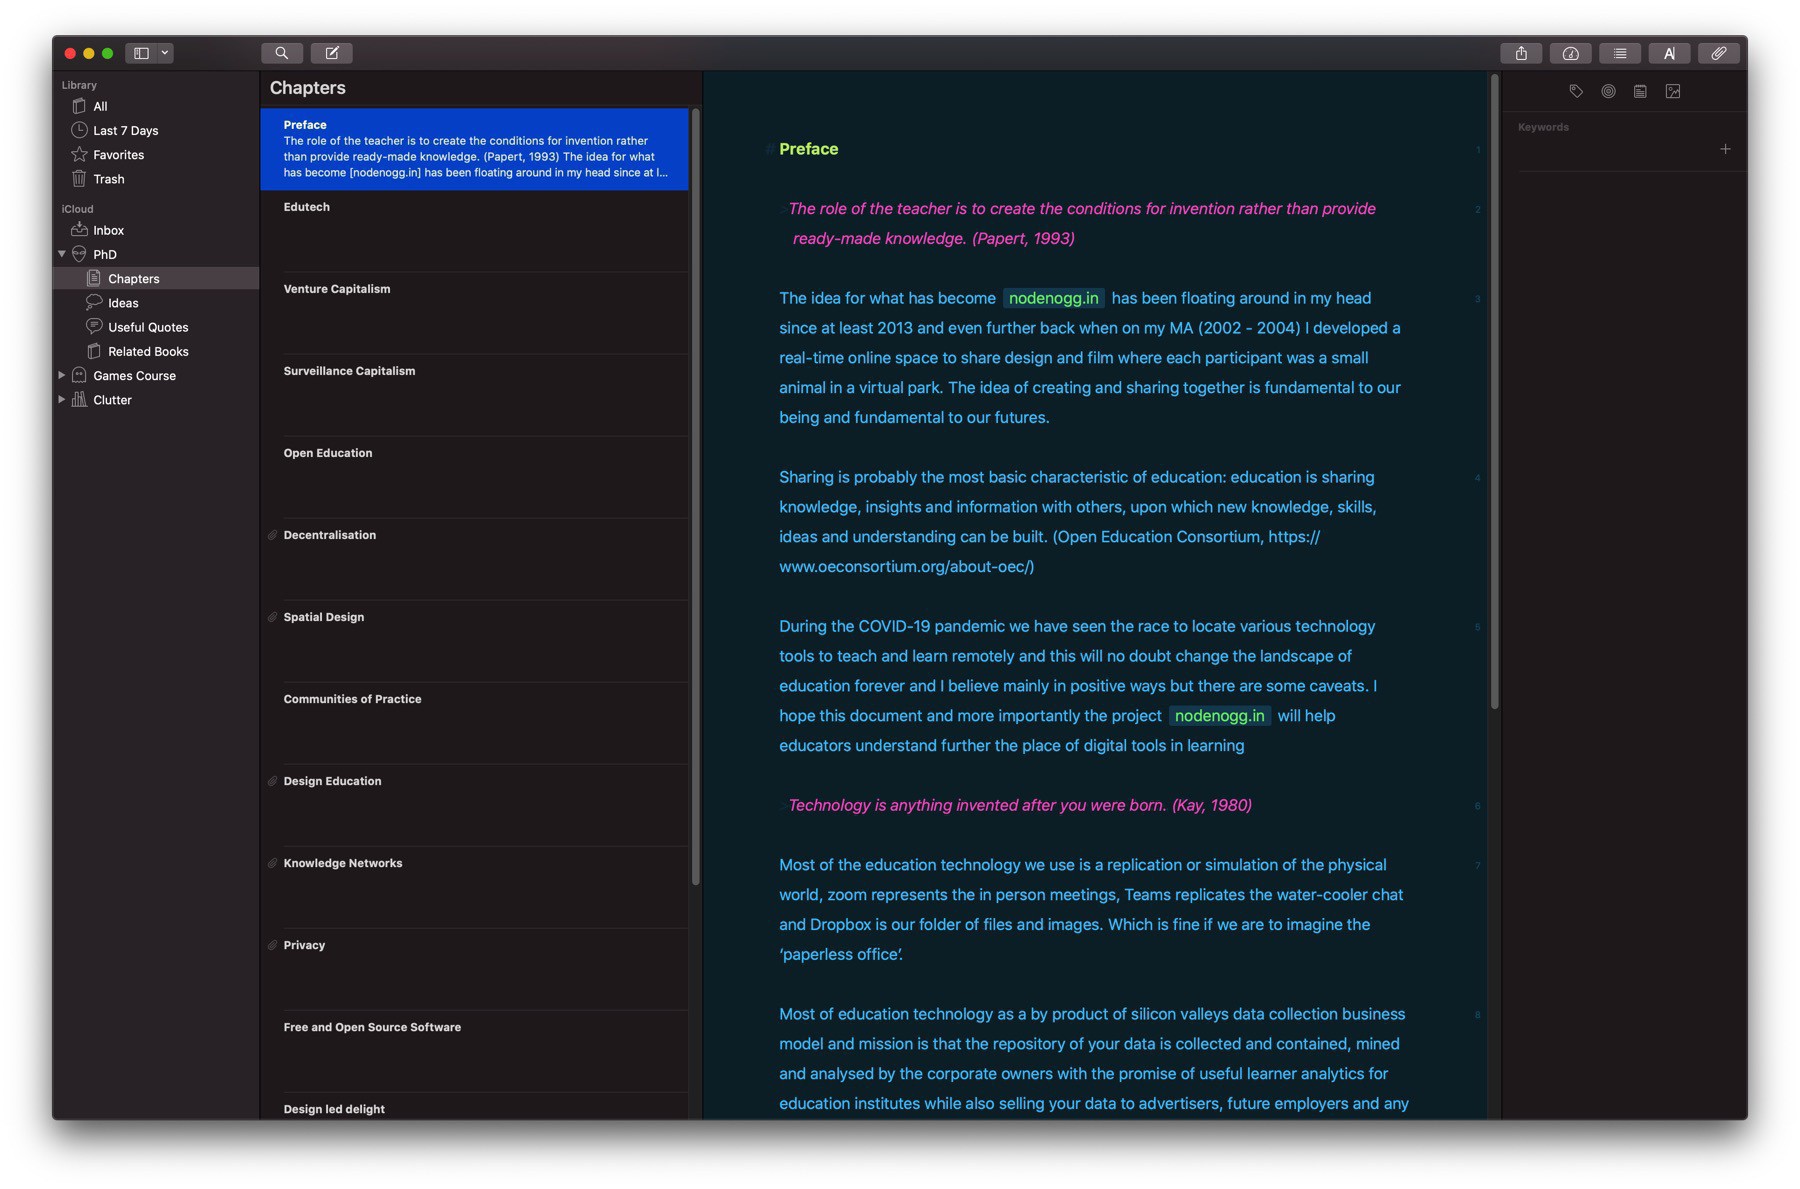 Library
All
Last 7 Days
Favorites
Trash
iCloud
Inbox
PhD
Chapters
Ideas
Useful Quotes
Related Books
Games Course
Clutter
Chapters
Preface
The role of the teacher is to create the conditions for invention rather
than provide ready-made knowledge. (Papert, 1993) The idea for what
has become [nodenogg.in] has been floating around in my head since at l...
Edutech
Venture Capitalism
Surveillance Capitalism
Open Education
Decentralisation
Spatial Design
Communities of Practice
Design Education
Knowledge Networks
Privacy
Free and Open Source Software
Design led delight
# Preface
1
>The role of the teacher is to create the conditions for invention rather than provide
2
ready-made knowledge. (Papert, 1993)
The idea for what has become nodenogg.in has been floating around in my head
3
since at least 2013 and even further back when on my MA (2002 - 2004) I developed a
real-time online space to share design and film where each participant was a small
animal in a virtual park. The idea of creating and sharing together is fundamental to our
being and fundamental to our futures.
Sharing is probably the most basic characteristic of education: education is sharing
4
knowledge, insights and information with others, upon which new knowledge, skills,
ideas and understanding can be built. (Open Education Consortium, https://
www.oeconsortium.org/about-oec/)
During the COVID-19 pandemic we have seen the race to locate various technology
5
tools to teach and learn remotely and this will no doubt change the landscape of
education forever and I believe mainly in positive ways but there are some caveats. I
hope this document and more importantly the project nodenogg.in will help
educators understand further the place of digital tools in learning
>Technology is anything invented after you were born. (Kay, 1980)
6
Most of the education technology we use is a replication or simulation of the physical
7
world, zoom represents the in person meetings, Teams replicates the water-cooler chat
and Dropbox is our folder of files and images. Which is fine if we are to imagine the
‘paperless office’.
Most of education technology as a by product of silicon valleys data collection business
8
model and mission is that the repository of your data is collected and contained, mined
and analysed by the corporate owners with the promise of useful learner analytics for
education institutes while also selling your data to advertisers, future employers and any
Keywords